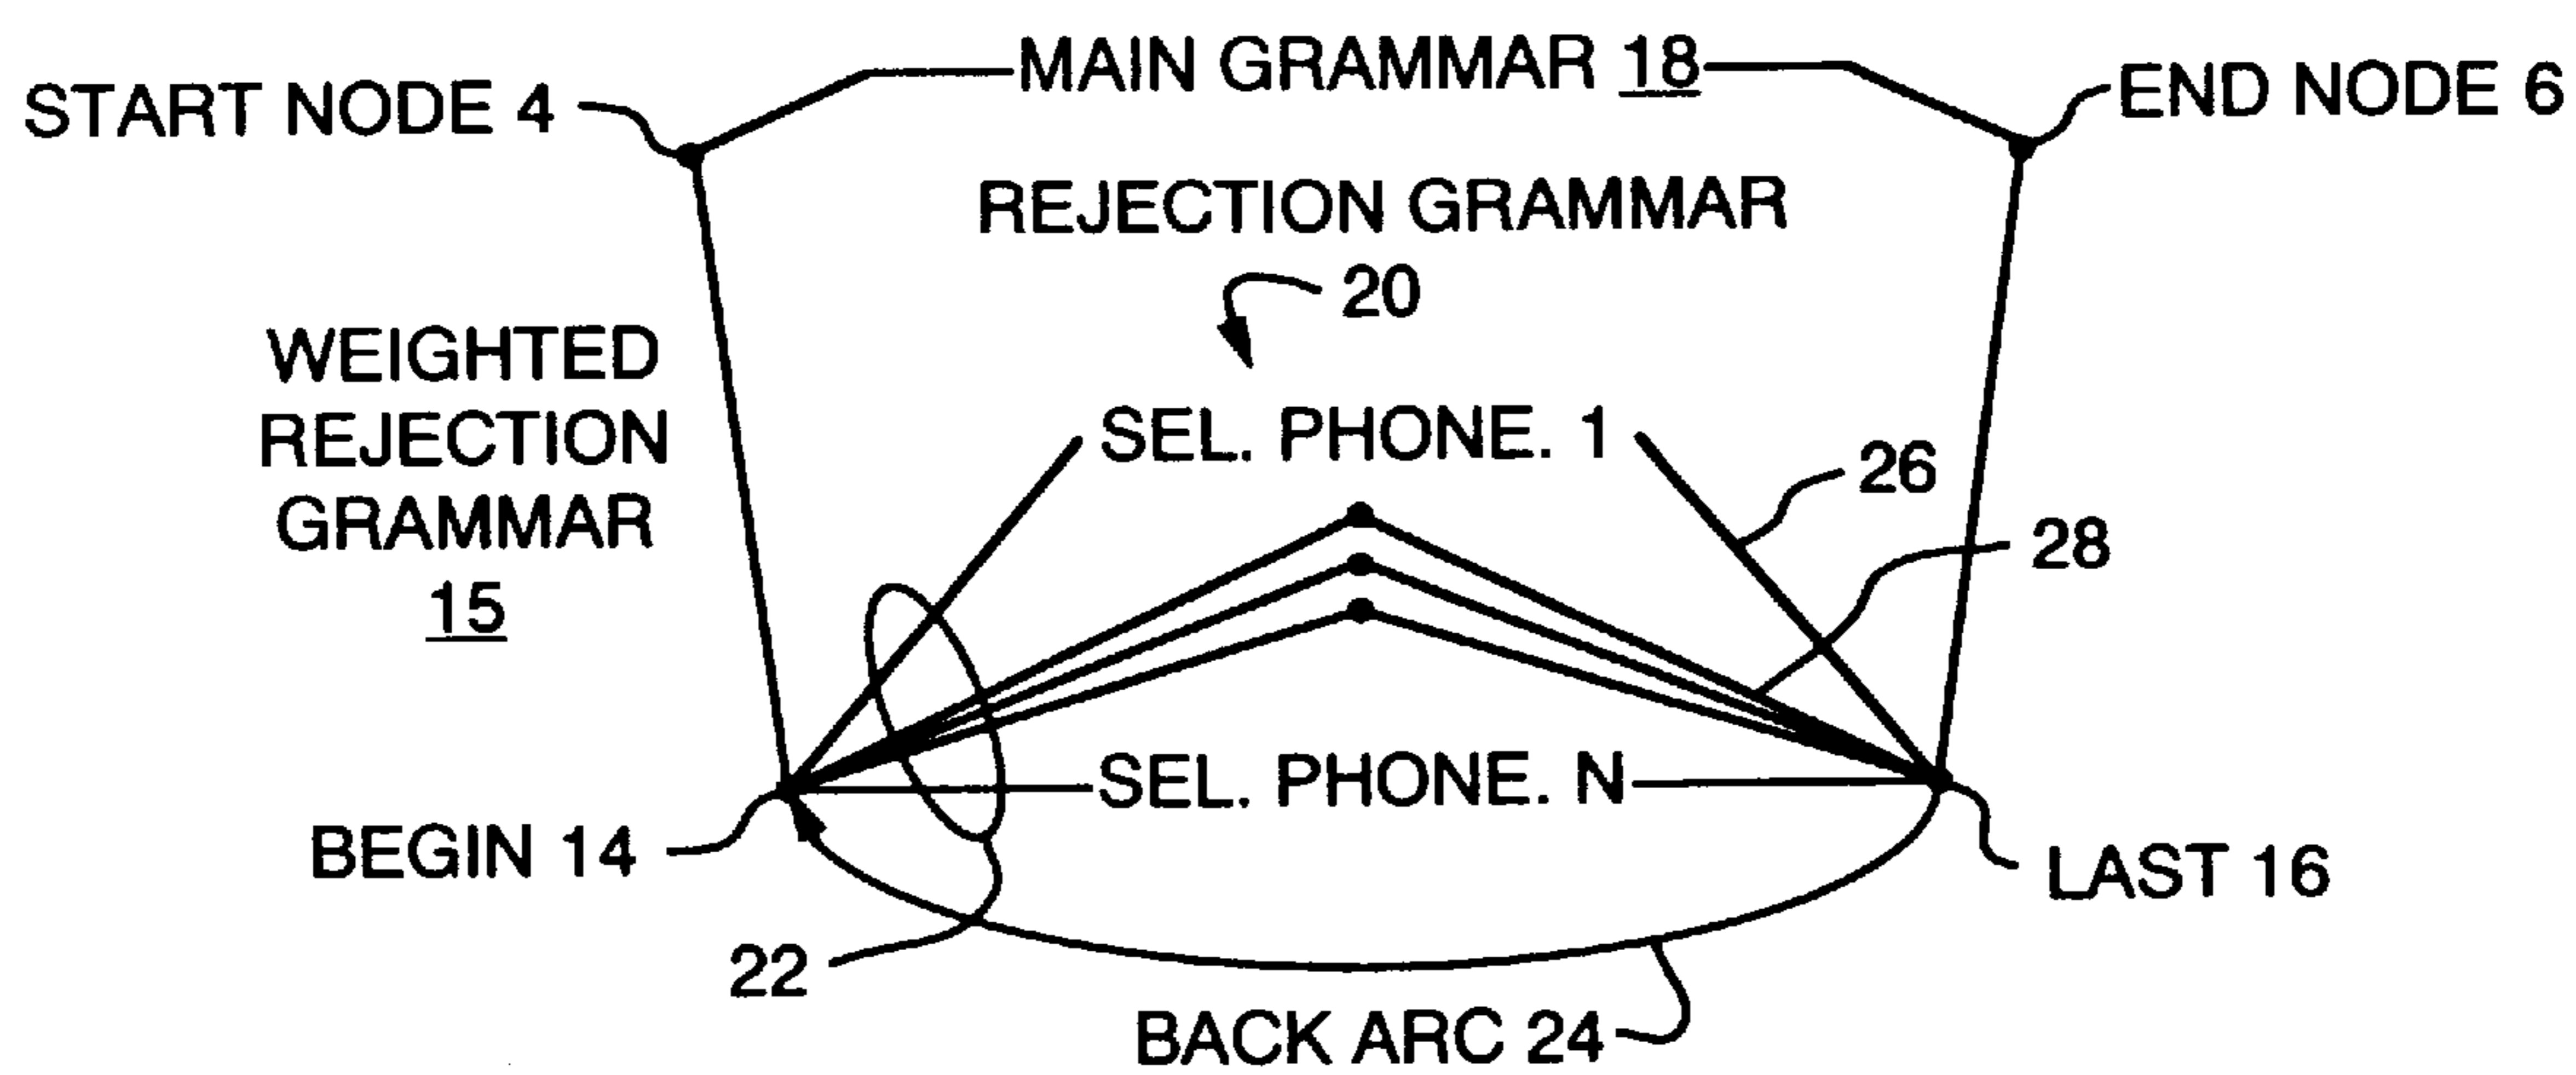 MAIN GRAMMAR 18
START NODE 4
END NODE 6
REJECTION GRAMMAR
20
WEIGHTED
REJECTION
GRAMMAR
15
SEL. PHONE. 1
26
28
SEL. PHONE. N
BEGIN 14
LAST 16
22
BACK ARC 24